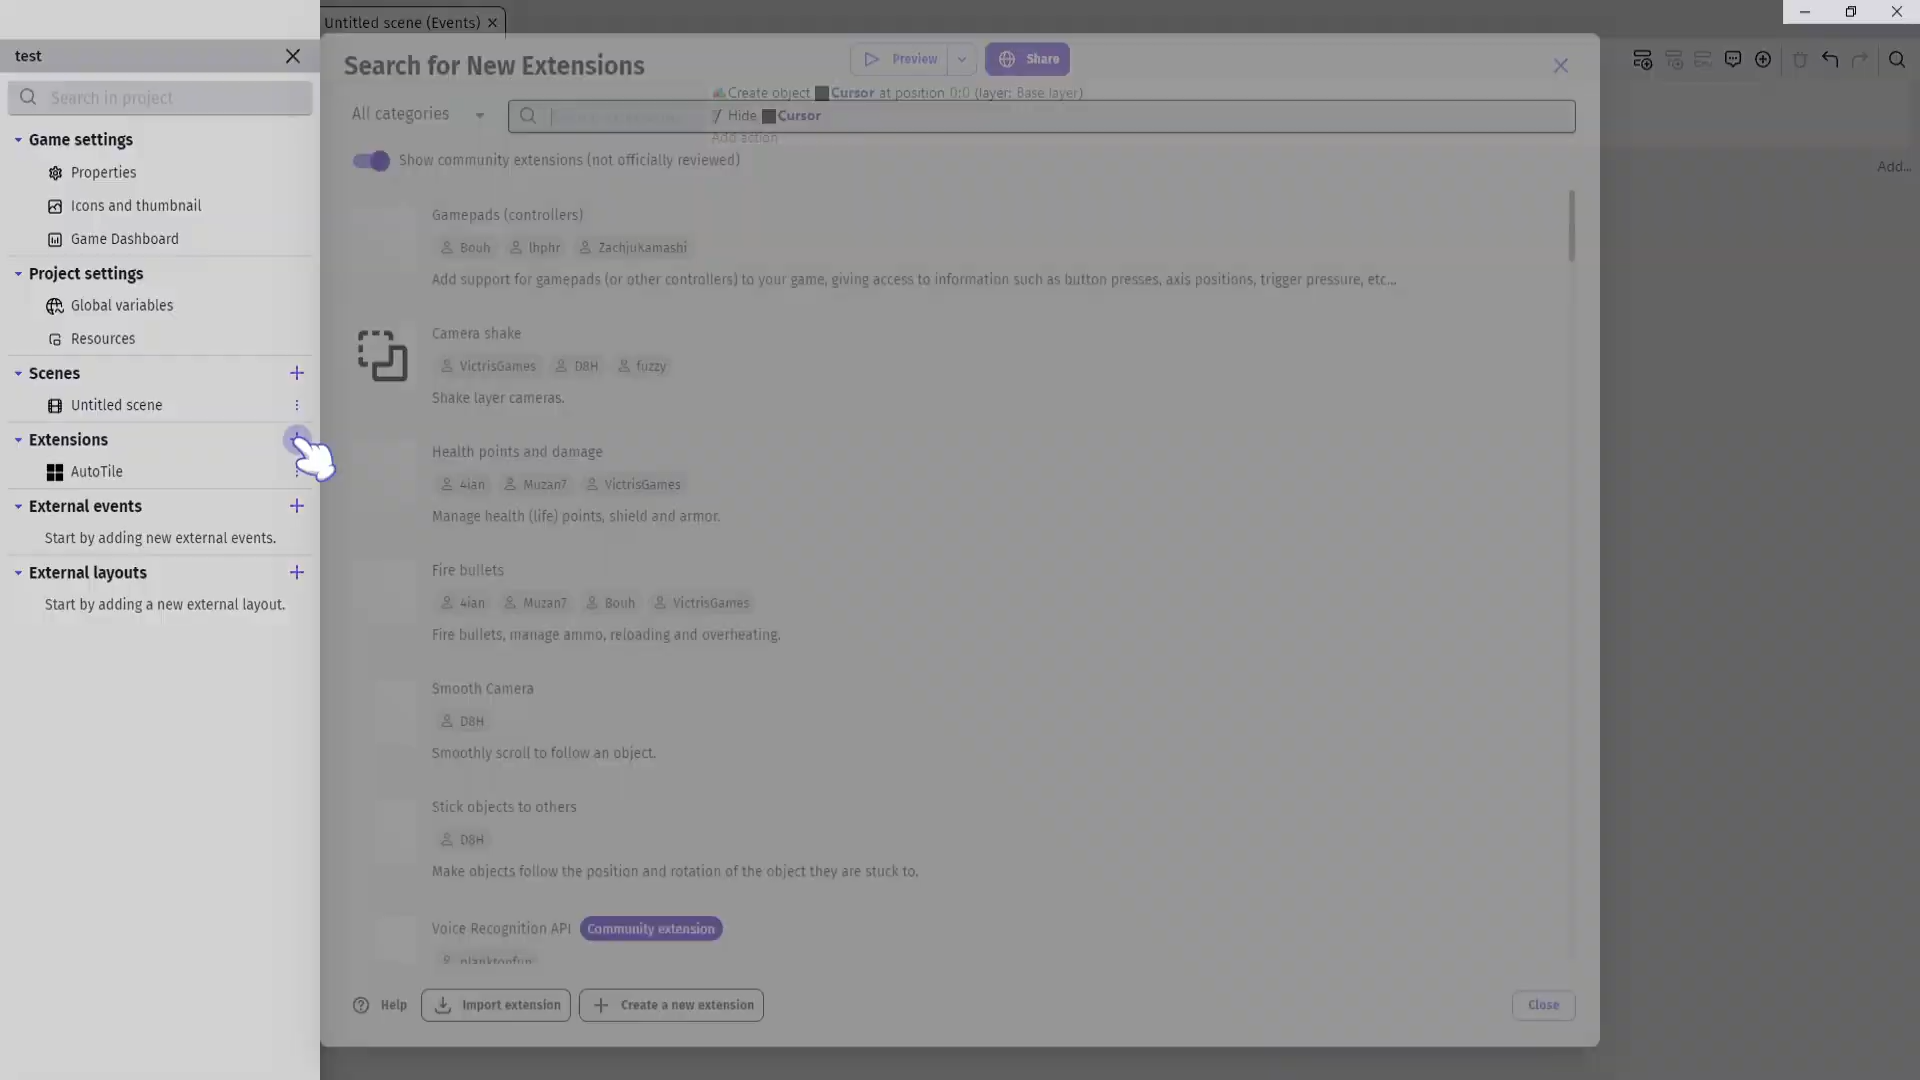 Untitled scene (Events)
test
Search in project
Game settings
Properties
Icons and thumbnail
Game Dashboard
Project settings
Global variables
Resources
Scenes
Untitled scene
Extensions
AutoTile
External events
Start by adding new external events.
External layouts
Start by adding a new external layout.
Search for New Extensions
Preview
Share
Create object Cursor at position 0;0 (layer: Base layer)
All categories
Hide Cursor
Add action
Show community extensions (not officially reviewed)
Add...
Gamepads (controllers)
Bouh lhphr ZachJuKamashi
Add support for gamepads (or other controllers) to your game, giving access to information such as button presses, axis positions, trigger pressure, etc...
Camera shake
VictrisGames D8H fuzzy
Shake layer cameras.
Health points and damage
4ian Muzan7 VictrisGames
Manage health (life) points, shield and armor.
Fire bullets
4ian Muzan7 Bouh VictrisGames
Fire bullets, manage ammo, reloading and overheating.
Smooth Camera
D8H
Smoothly scroll to follow an object.
Stick objects to others
D8H
Make objects follow the position and rotation of the object they are stuck to.
Voice Recognition API Community extension
planktonfun
Help
Import extension
Create a new extension
Close